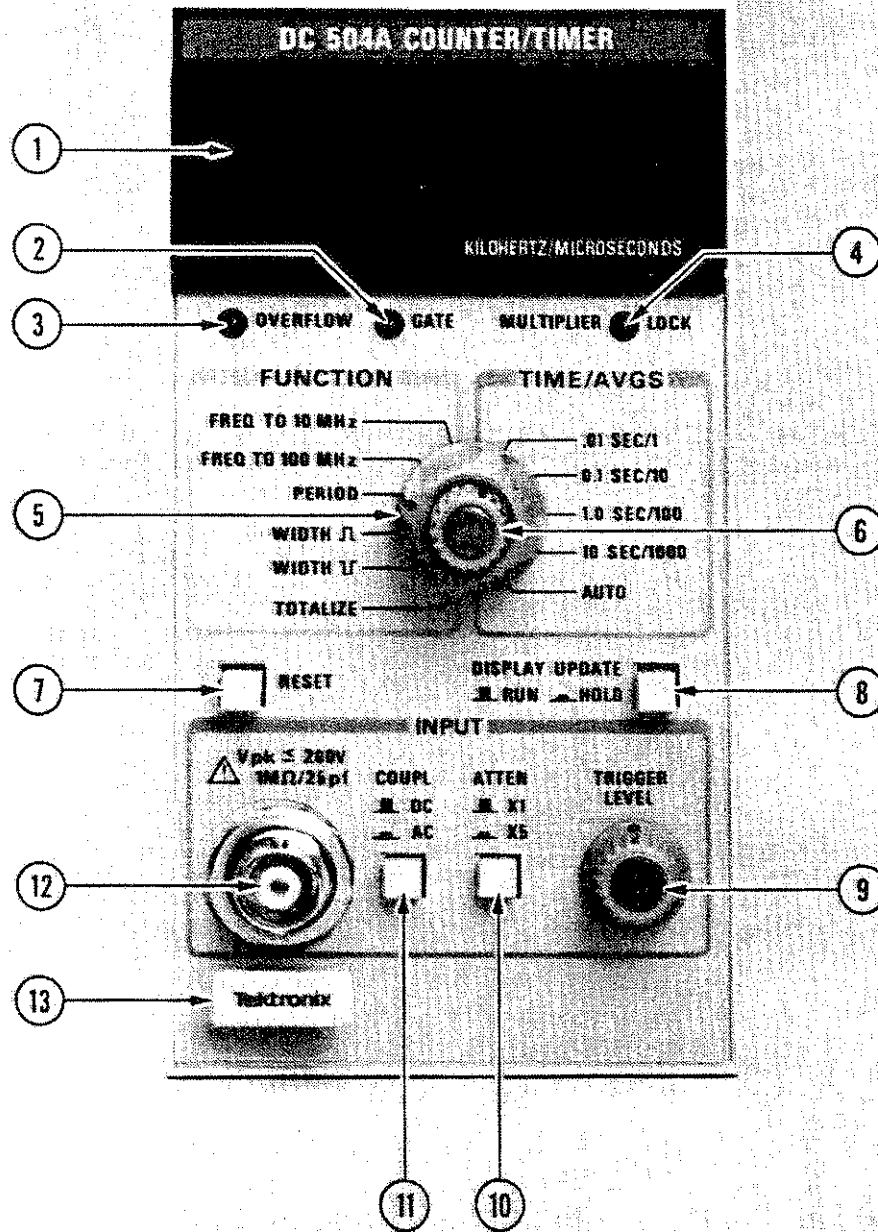 DC 504A COUNTER/TIMER
1
KILOHERTZ/MICROSECONDS
2
4
3
OVERFLOW
GATE
MULTIPLIER
LOCK
FUNCTION
TIME/AVGS
FREQ TO 10 MHz
FREQ TO 100 MHz
PERIOD
WIDTH
WIDTH
TOTALIZE
.01 SEC/1
0.1 SEC/10
1.0 SEC/100
10 SEC/1000
AUTO
5
6
7
RESET
DISPLAY UPDATE
RUN HOLD
8
INPUT
Vpk ≤ 200V
1MΩ/25pf
COUPL
DC
AC
ATTEN
X1
X5
TRIGGER
LEVEL
12
9
13
Tektronix
11
10